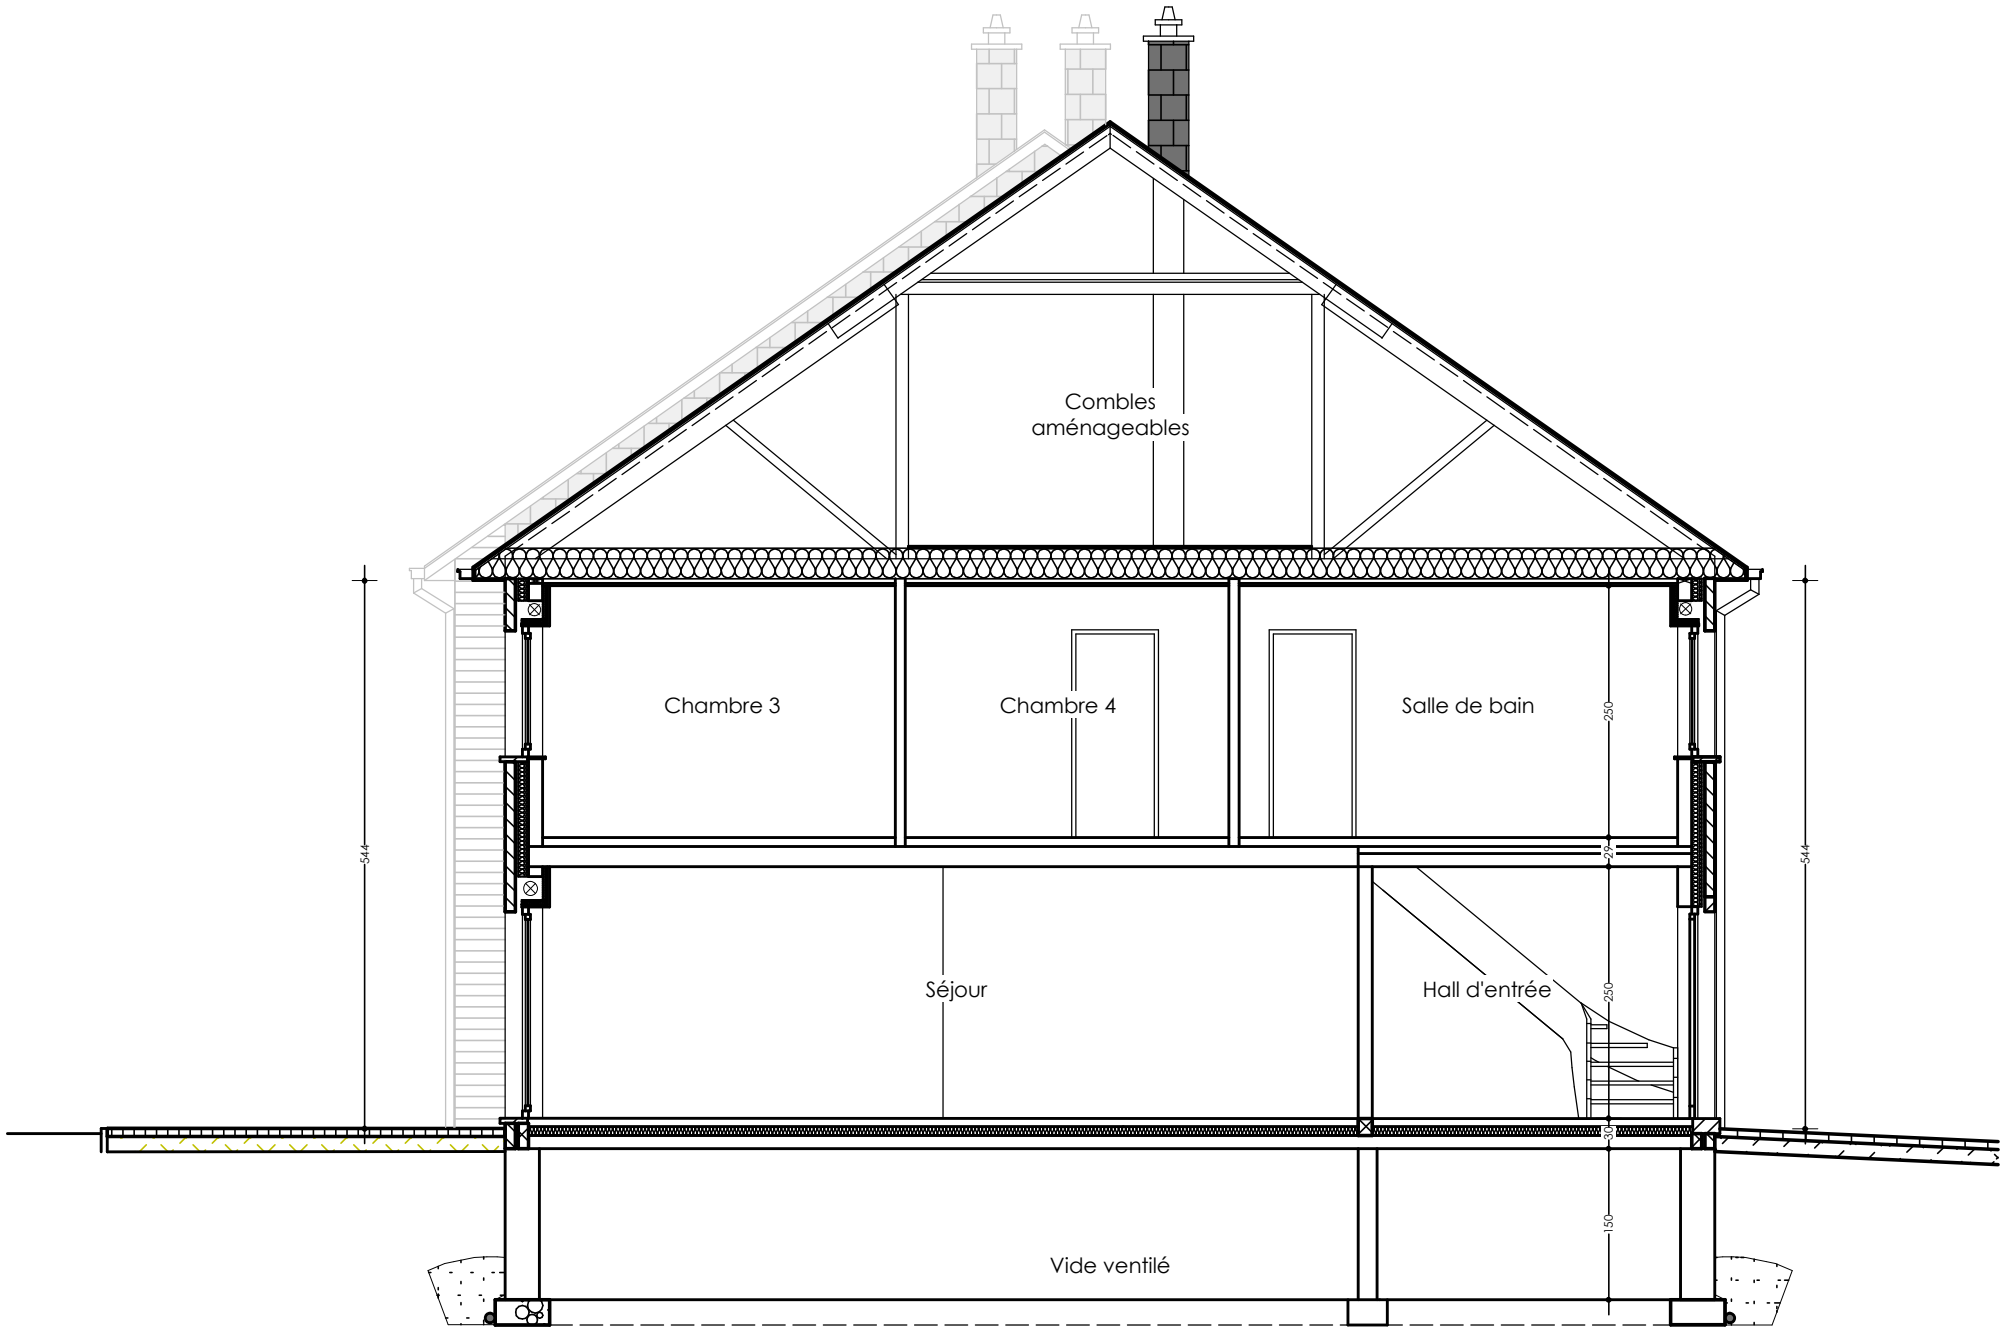 Combles
aménageables
Chambre 3
Chambre 4
Salle de bain
250
544
29
544
Séjour
Hall d'entrée
250
30
150
Vide ventilé